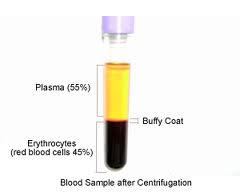 Plasma (55%)
Buffy Coat
Erythrocytes
(red blood cells 45%)
Blood Sample after Centrifugation